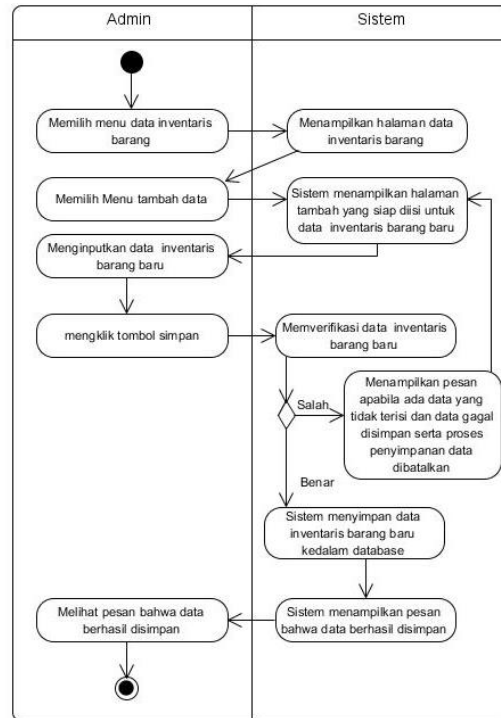 Admin
Sistem
Memilih menu data inventaris
barang
Menampilkan halaman data
inventaris barang
Memilih Menu tambah data
Sistem menampilkan halaman
tambah yang siap diisi untuk
data inventaris barang baru
Menginputkan data inventaris
barang baru
mengklik tombol simpan
Memverifikasi data inventaris
barang baru
Salah
Menampilkan pesan
apabila ada data yang
tidak terisi dan data gagal
disimpan serta proses
penyimpanan data
dibatalkan
Benar
Sistem menyimpan data
inventaris barang baru
kedalam database
Melihat pesan bahwa data
berhasil disimpan
Sistem menampilkan pesan
bahwa data berhasil disimpan